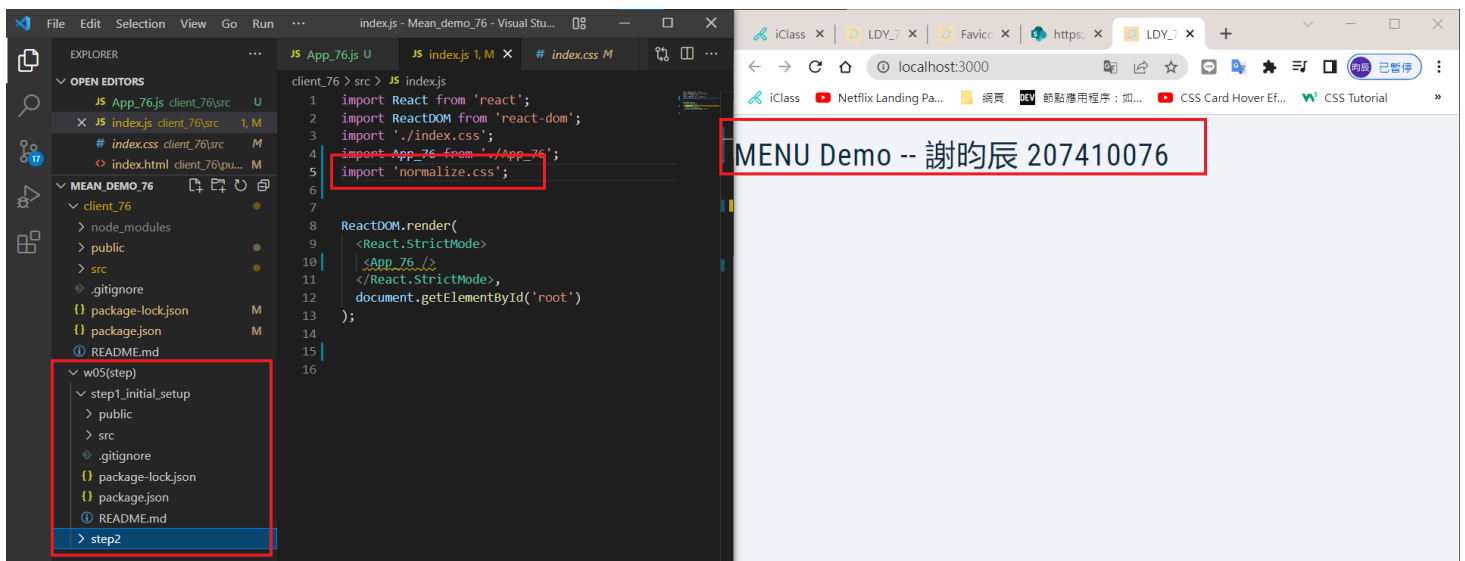 File Edit Selection View Go Run ··· index.js - Mean_demo_76 - Visual Stu...
EXPLORER ···
OPEN EDITORS
JS App_76.js client_76\src U
JS index.js client_76\src 1, M
# index.css client_76\src M
<> index.html client_76\pu... M
MEAN_DEMO_76
client_76
node_modules
public
src
.gitignore
{} package-lock.json M
{} package.json M
README.md
w05(step)
step1_initial_setup
public
src
.gitignore
{} package-lock.json
{} package.json
README.md
step2
17
JS App_76.js U JS index.js 1, M # index.css M ···
client_76 > src > JS index.js
1 import React from 'react';
2 import ReactDOM from 'react-dom';
3 import './index.css';
4 import App_76 from './App_76';
5 import 'normalize.css';
6
7
8 ReactDOM.render(
9 <React.StrictMode>
10 <App_76 />
11 </React.StrictMode>,
12 document.getElementById('root')
13 );
14
15
16
iClass LDY_7 Favico https: LDY_7
localhost:3000 昀辰 已暫停
iClass Netflix Landing Pa... 網頁 DEV 節點應用程序：如... CSS Card Hover Ef... CSS Tutorial »
MENU Demo -- 謝昀辰 207410076